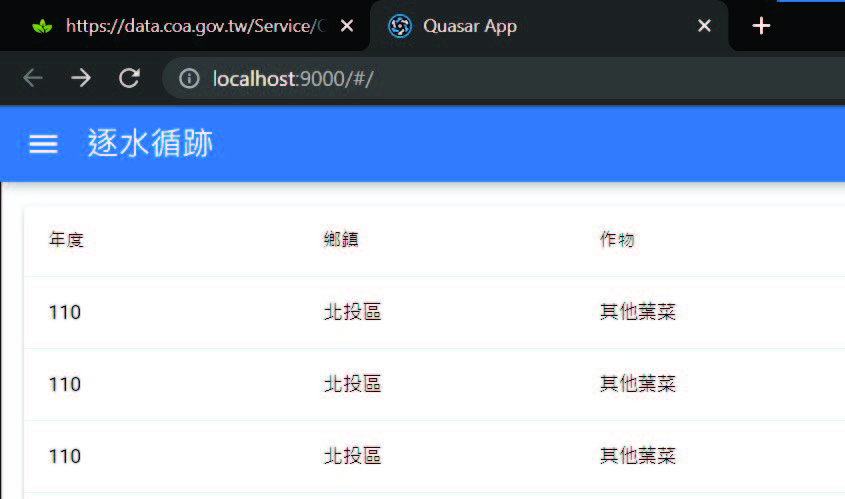 https://data.coa.gov.tw/Service/
Quasar App
localhost:9000/#/
逐水循跡
年度 鄉鎮 作物
110 北投區 其他葉菜
110 北投區 其他葉菜
110 北投區 其他葉菜